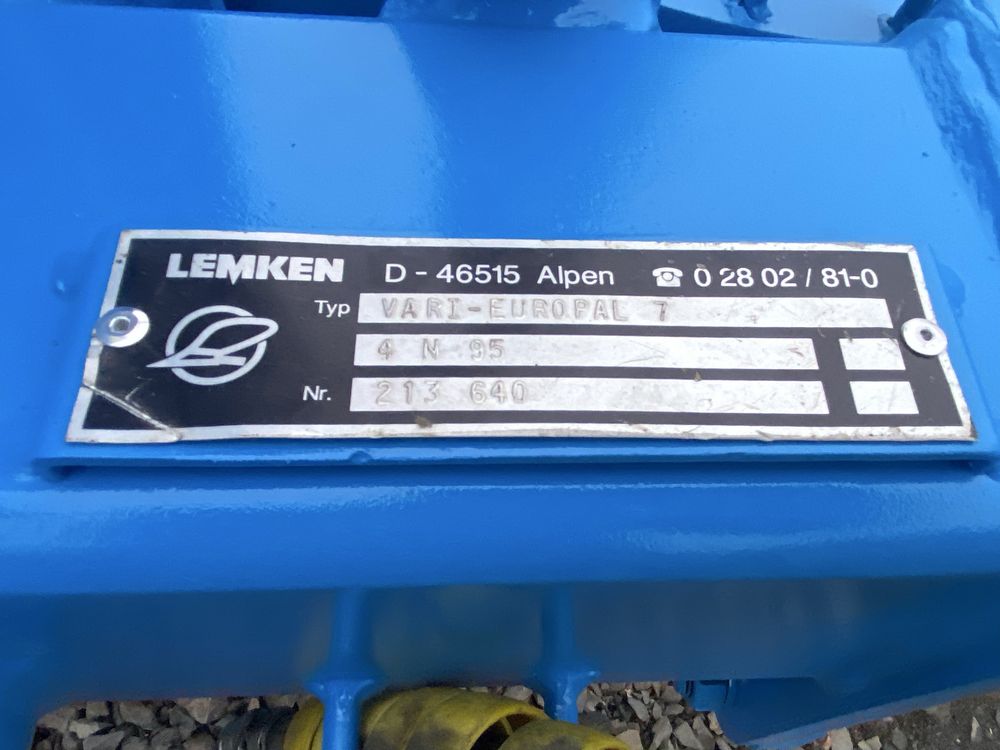 LEMKEN D - 46515 Alpen ☎ 0 28 02 / 81-0
Typ VARI-EUROPAL 7
4 N 95
Nr. 213 640